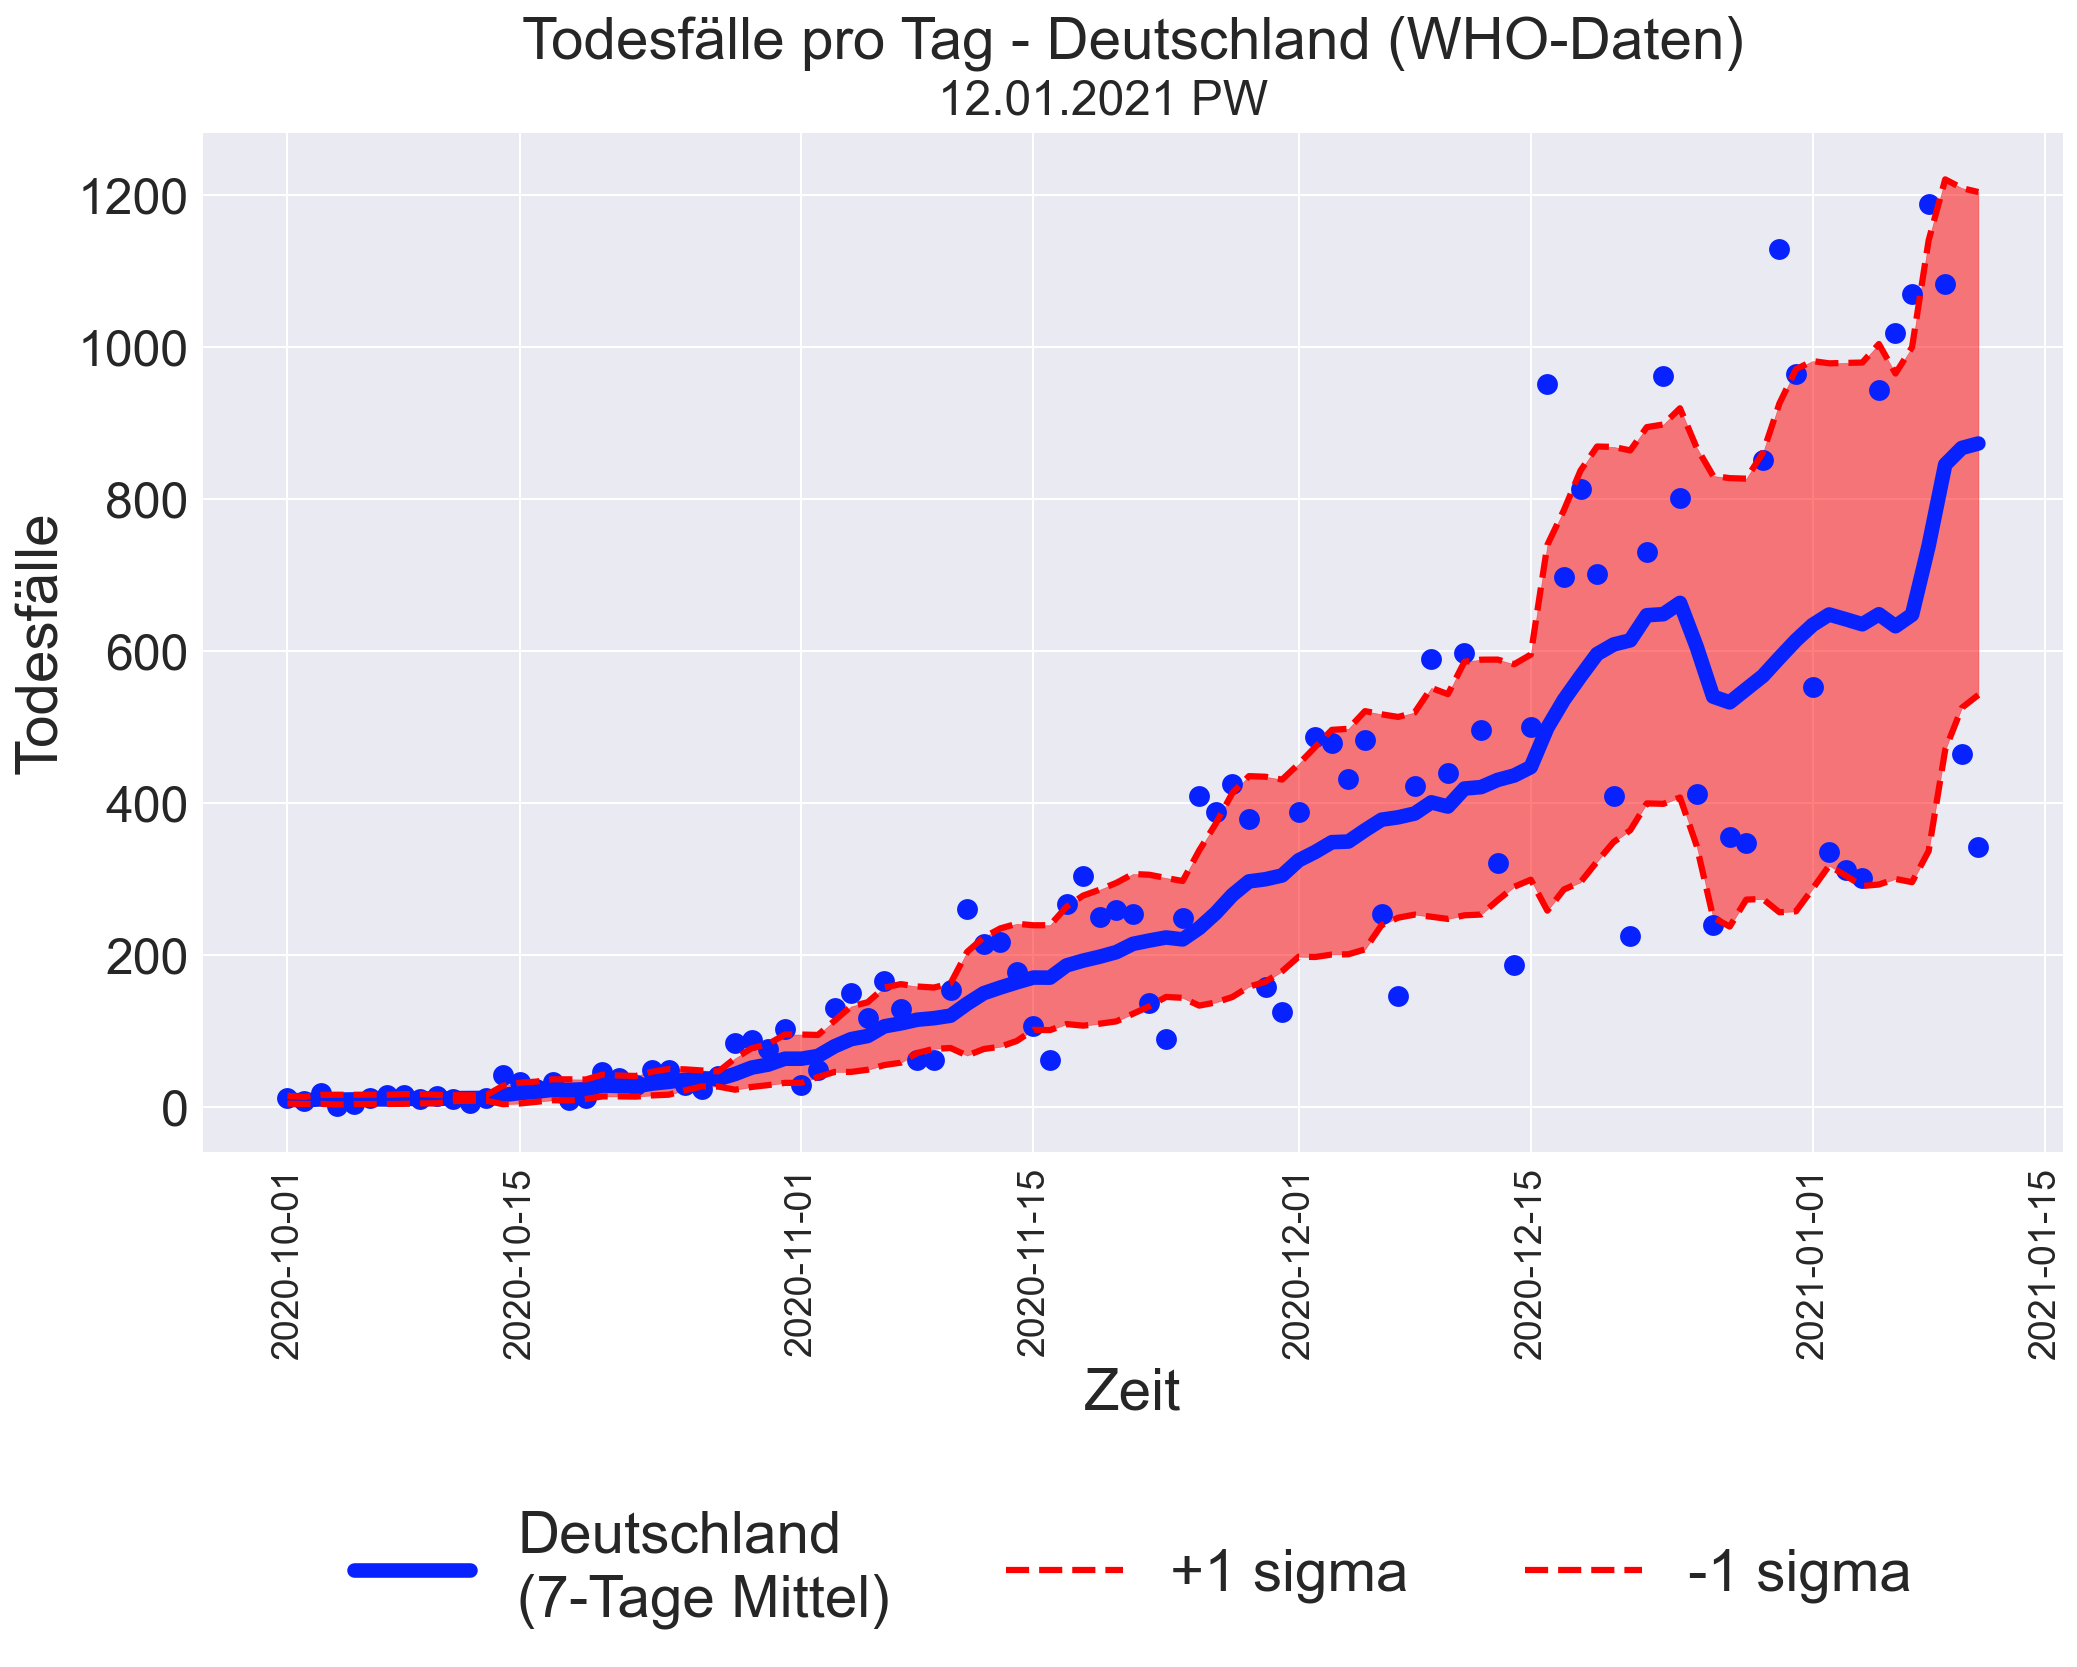 Todesfälle pro Tag - Deutschland (WHO-Daten)
12.01.2021 PW
Todesfälle
1200
1000
800
600
400
200
0
2020-10-01
2020-10-15
2020-11-01
2020-11-15
2020-12-01
2020-12-15
2021-01-01
2021-01-15
Zeit
Deutschland
(7-Tage Mittel)
+1 sigma
-1 sigma